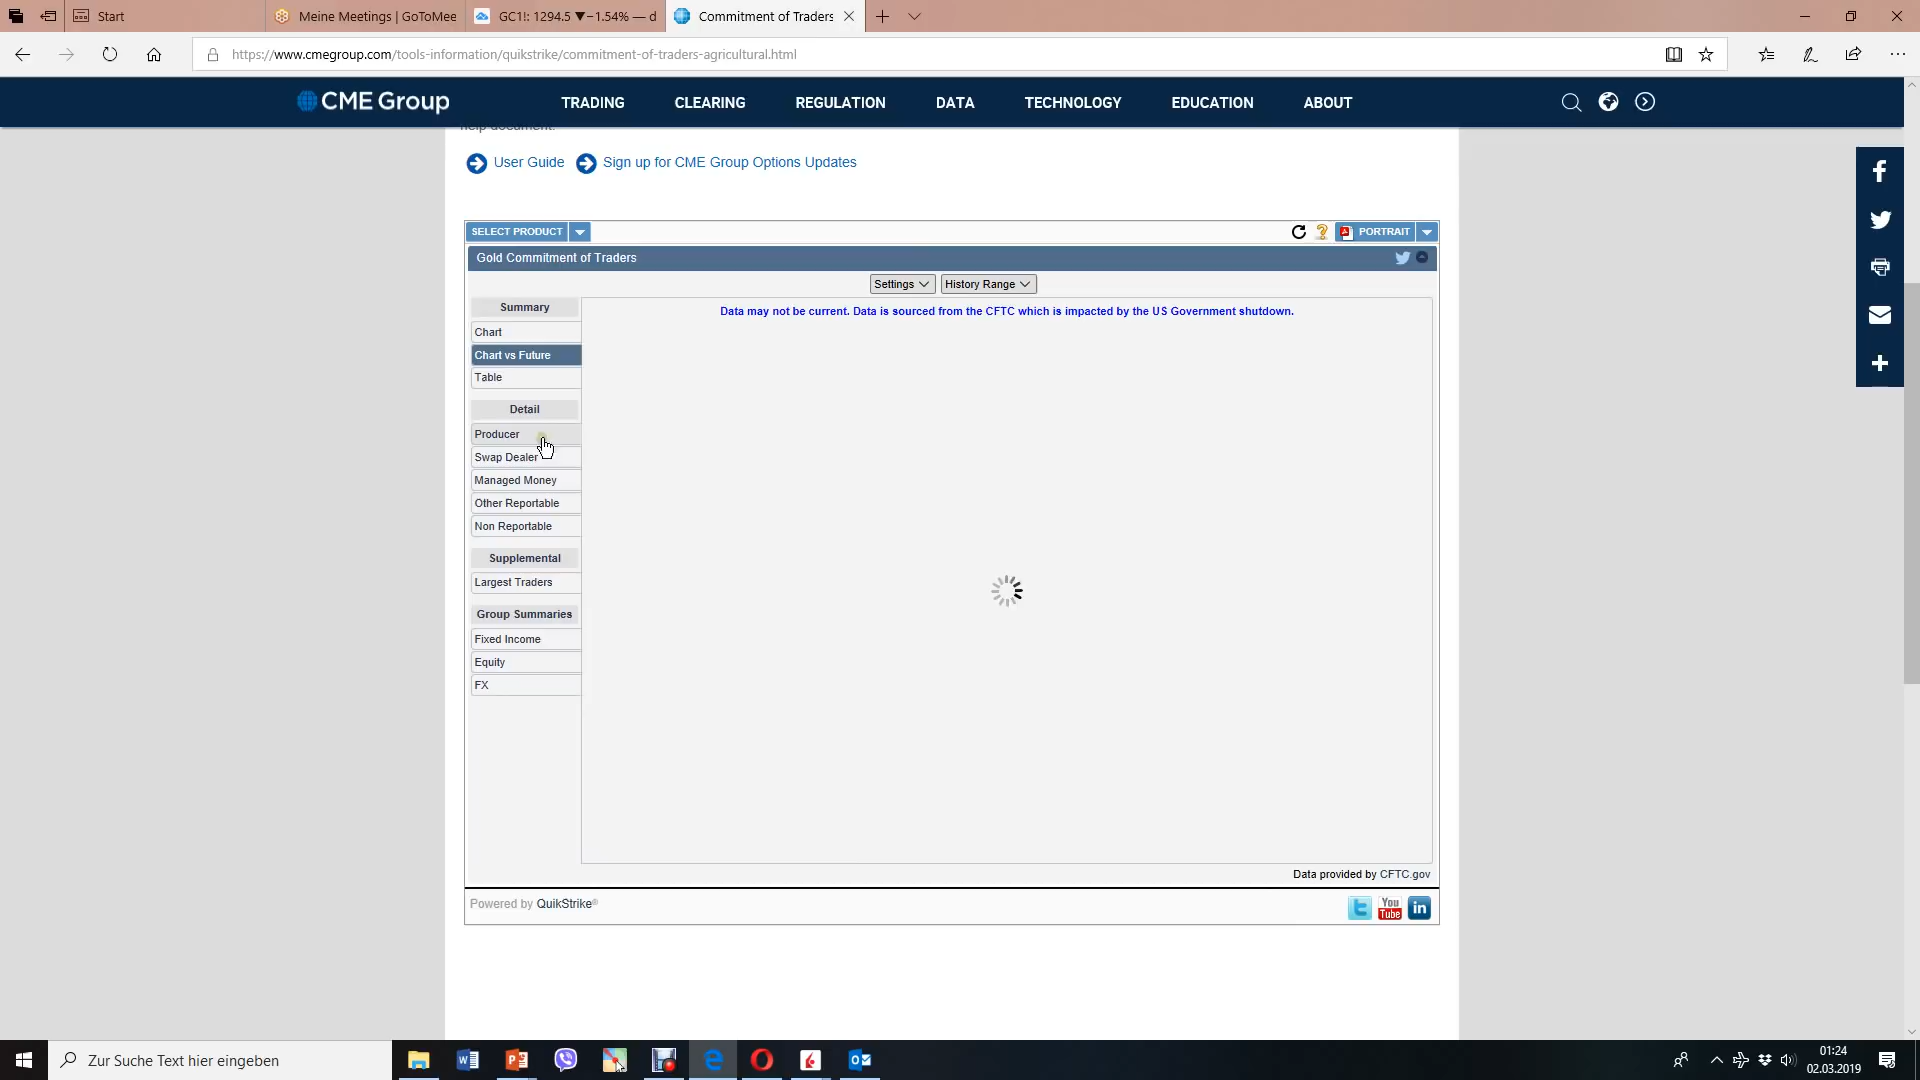 Start
Meine Meetings | GoToMee
GC1!: 1294.5 ▼−1.54% — d
Commitment of Traders
https://www.cmegroup.com/tools-information/quikstrike/commitment-of-traders-agricultural.html
CME Group
TRADING
CLEARING
REGULATION
DATA
TECHNOLOGY
EDUCATION
ABOUT
help document.
User Guide
Sign up for CME Group Options Updates
SELECT PRODUCT
PORTRAIT
Gold Commitment of Traders
Settings
History Range
Data may not be current. Data is sourced from the CFTC which is impacted by the US Government shutdown.
Summary
Chart
Chart vs Future
Table
Detail
Producer
Swap Dealer
Managed Money
Other Reportable
Non Reportable
Supplemental
Largest Traders
Group Summaries
Fixed Income
Equity
FX
Data provided by CFTC.gov
Powered by QuikStrike®
You Tube
in
Zur Suche Text hier eingeben
01:24
02.03.2019